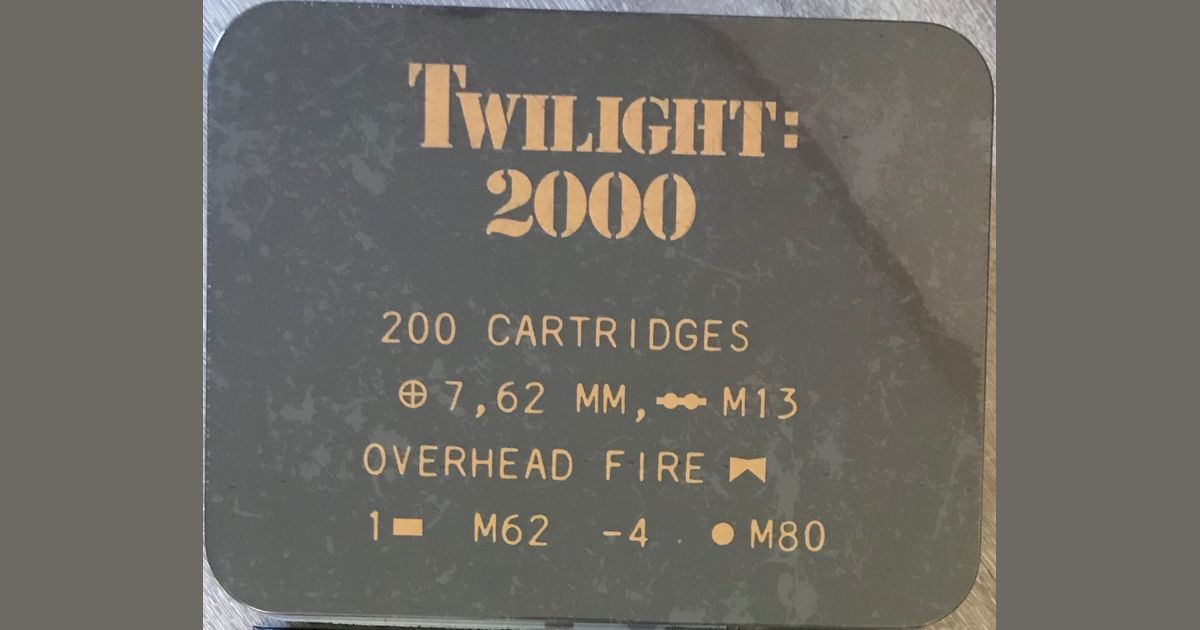 TWILIGHT:
2000
200 CARTRIDGES
⊕ 7,62 MM, M13
OVERHEAD FIRE
1 M62 -4 M80